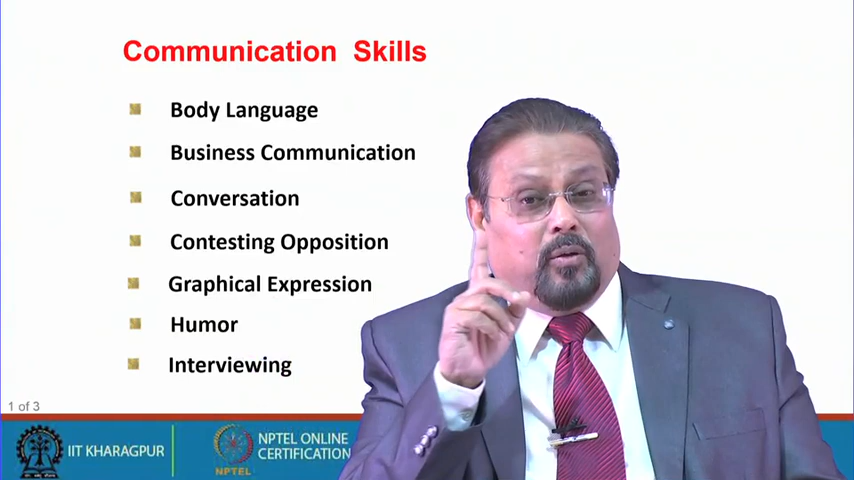 Communication Skills
Body Language
Business Communication
Conversation
Contesting Opposition
Graphical Expression
Humor
Interviewing
1 of 3
IIT KHARAGPUR
NPTEL
NPTEL ONLINE
CERTIFICATION